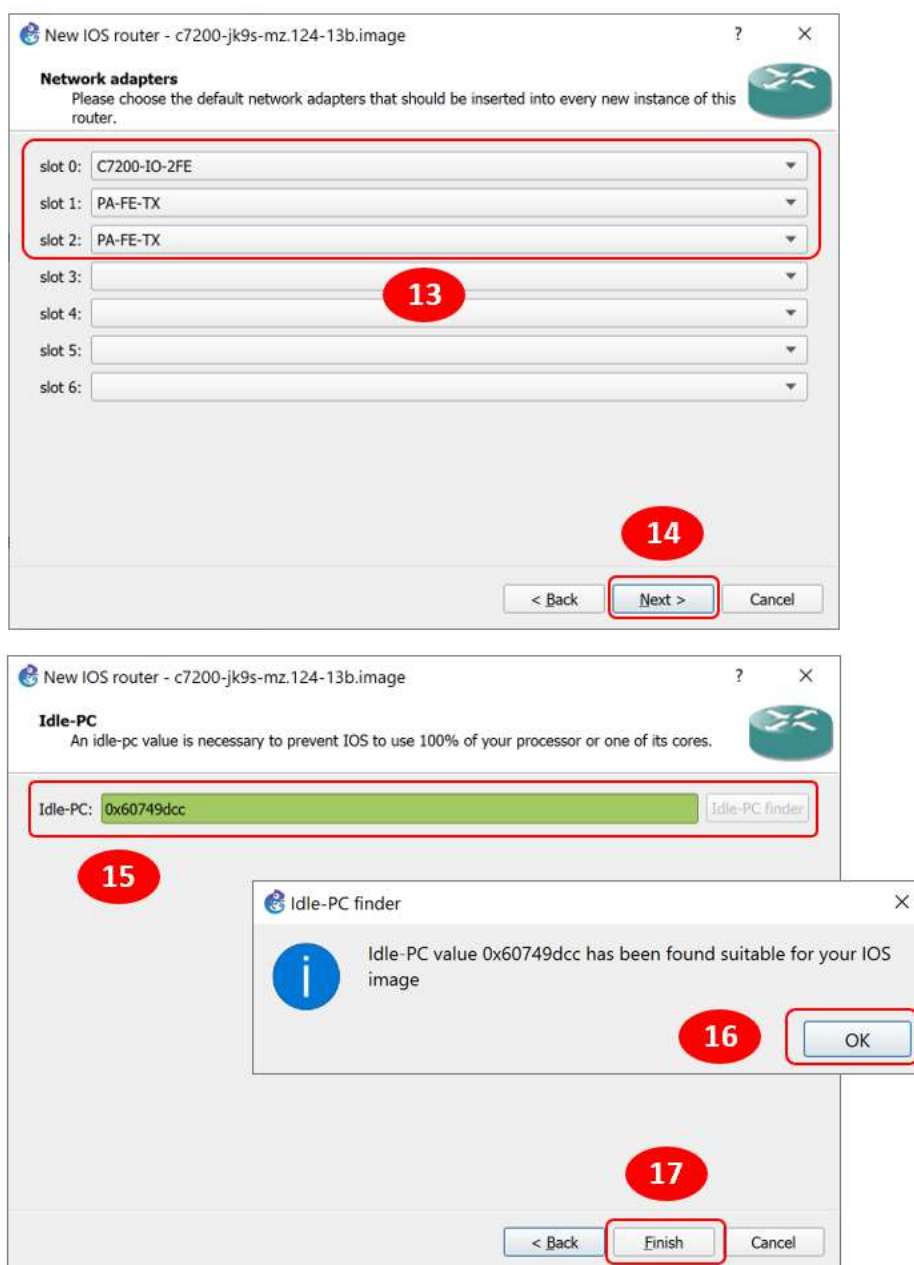 New IOS router - c7200-jk9s-mz.124-13b.image ? ×
Network adapters
Please choose the default network adapters that should be inserted into every new instance of this
router.
slot 0: C7200-IO-2FE
slot 1: PA-FE-TX
slot 2: PA-FE-TX
slot 3:
13
slot 4:
slot 5:
slot 6:
14
< Back Next > Cancel
New IOS router - c7200-jk9s-mz.124-13b.image ? ×
Idle-PC
An idle-pc value is necessary to prevent IOS to use 100% of your processor or one of its cores.
Idle-PC: 0x60749dcc Idle-PC finder
15
Idle-PC finder ×
Idle-PC value 0x60749dcc has been found suitable for your IOS
image
16 OK
17
< Back Finish Cancel